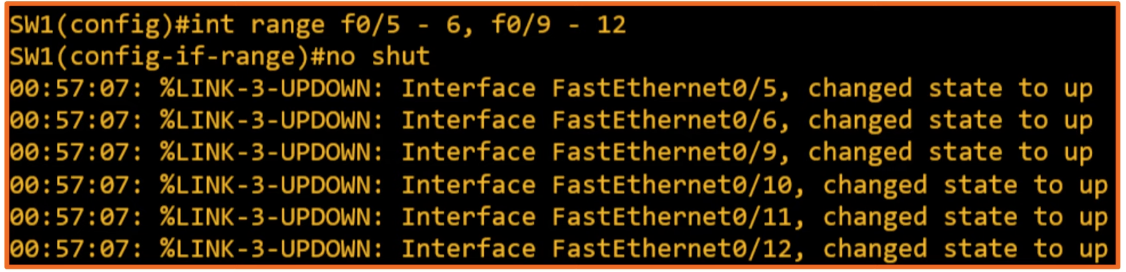 SW1(config)#int range f0/5 - 6, f0/9 - 12
SW1(config-if-range)#no shut
00:57:07: %LINK-3-UPDOWN: Interface FastEthernet0/5, changed state to up
00:57:07: %LINK-3-UPDOWN: Interface FastEthernet0/6, changed state to up
00:57:07: %LINK-3-UPDOWN: Interface FastEthernet0/9, changed state to up
00:57:07: %LINK-3-UPDOWN: Interface FastEthernet0/10, changed state to up
00:57:07: %LINK-3-UPDOWN: Interface FastEthernet0/11, changed state to up
00:57:07: %LINK-3-UPDOWN: Interface FastEthernet0/12, changed state to up